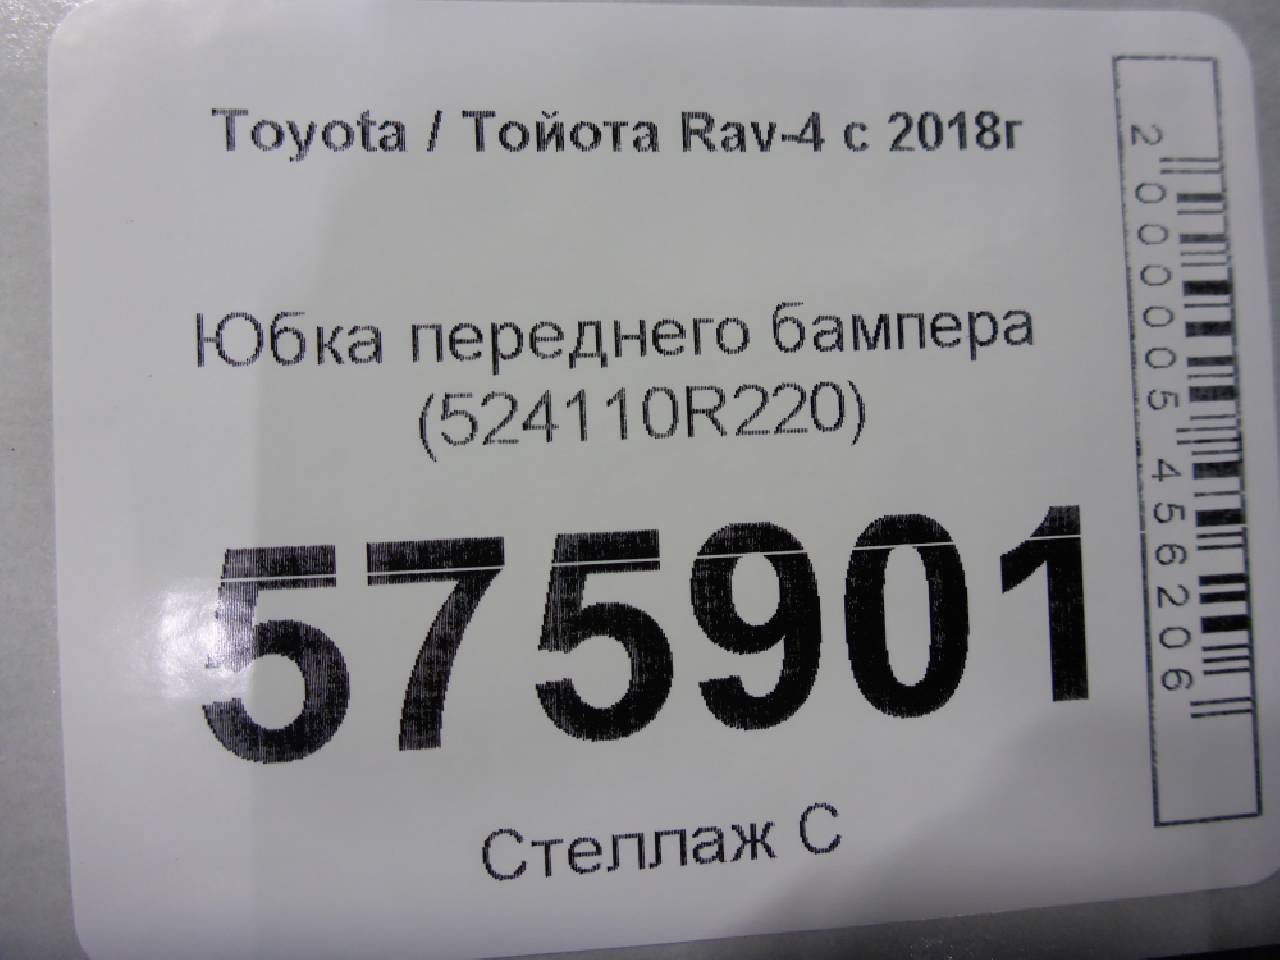 Toyota / Тойота Rav-4 с 2018г
Юбка переднего бампера
(524110R220)
575901
Стеллаж С
2000005456206